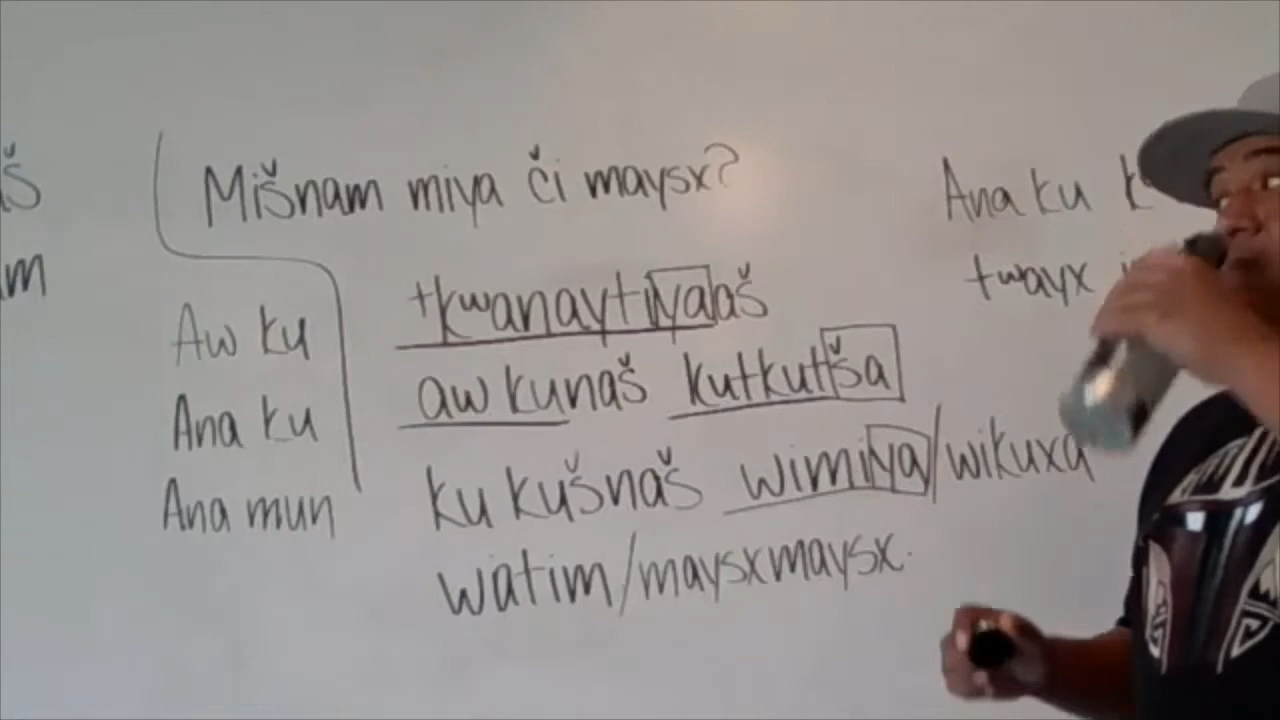 Mišnam miya či maysx?
Aw ku
Ana ku
Ana mun
tkwanaytiyaaš
aw kunaš kutkutša
ku kušnaš wimiya/wikuxa
watim/maysxmaysx.
Ana ku
twayx